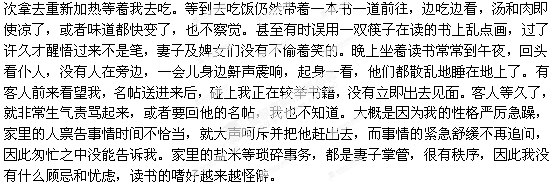 汝拿去重新加热等着我去吃。等到去吃饭仍然带着一本书一道前往，边吃边看，汤和肉即
使凉了，或者味道都快变了，也不察觉。甚至有时误用一双筷子在读的书上乱点画，过了
许久才醒悟过来不是笔，妻子及婢女们没有不偷着笑的。晚上坐着读书常常到午夜，回头
看仆人，没有人在旁边，一会儿身边鼾声震响，起身一看，他们都散乱地睡在地上了。有
客人前来看望我，名帖送进来后，碰上我正在较举书籍，没有立即出去见面。客人等久了，
就非常生气责骂起来，或者要回他的名帖，我也不知道。大概是因为我的性格严厉急躁，
家里的人禀告事情时间不恰当，就大声呵斥并把他赶出去，而事情的紧急舒缓不再追问，
因此匆忙之中没能告诉我。家里的盐米等琐碎事务，都是妻子掌管，很有秩序，因此我没
有什么顾忌和忧虑，读书的嗜好越来越怪僻。